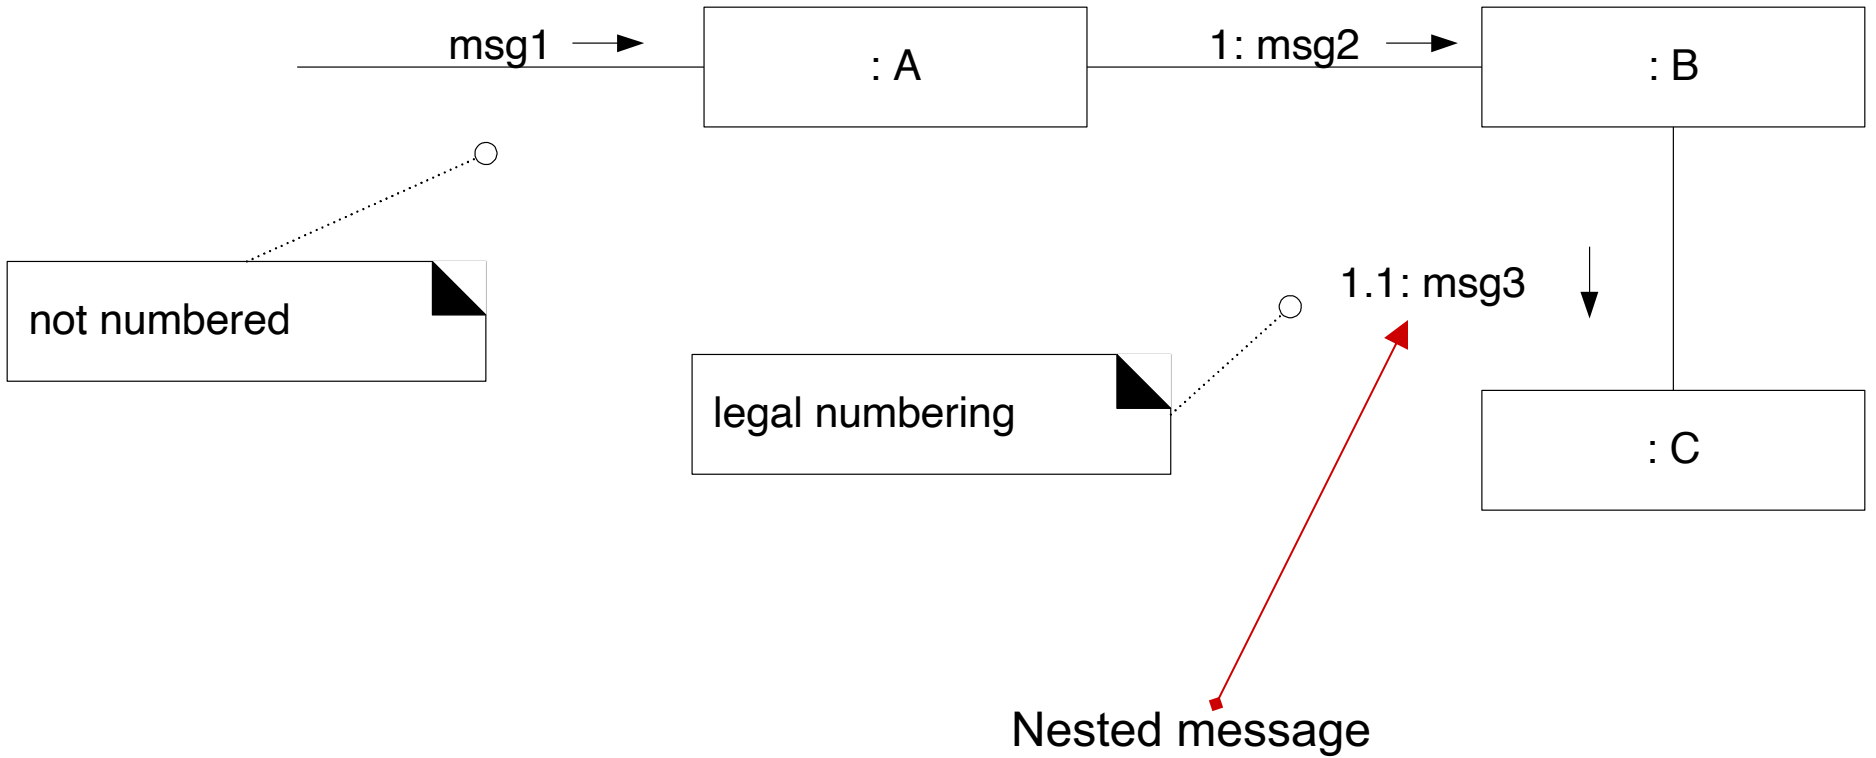 msg1
: A
1: msg2
: B
not numbered
1.1: msg3
legal numbering
: C
Nested message